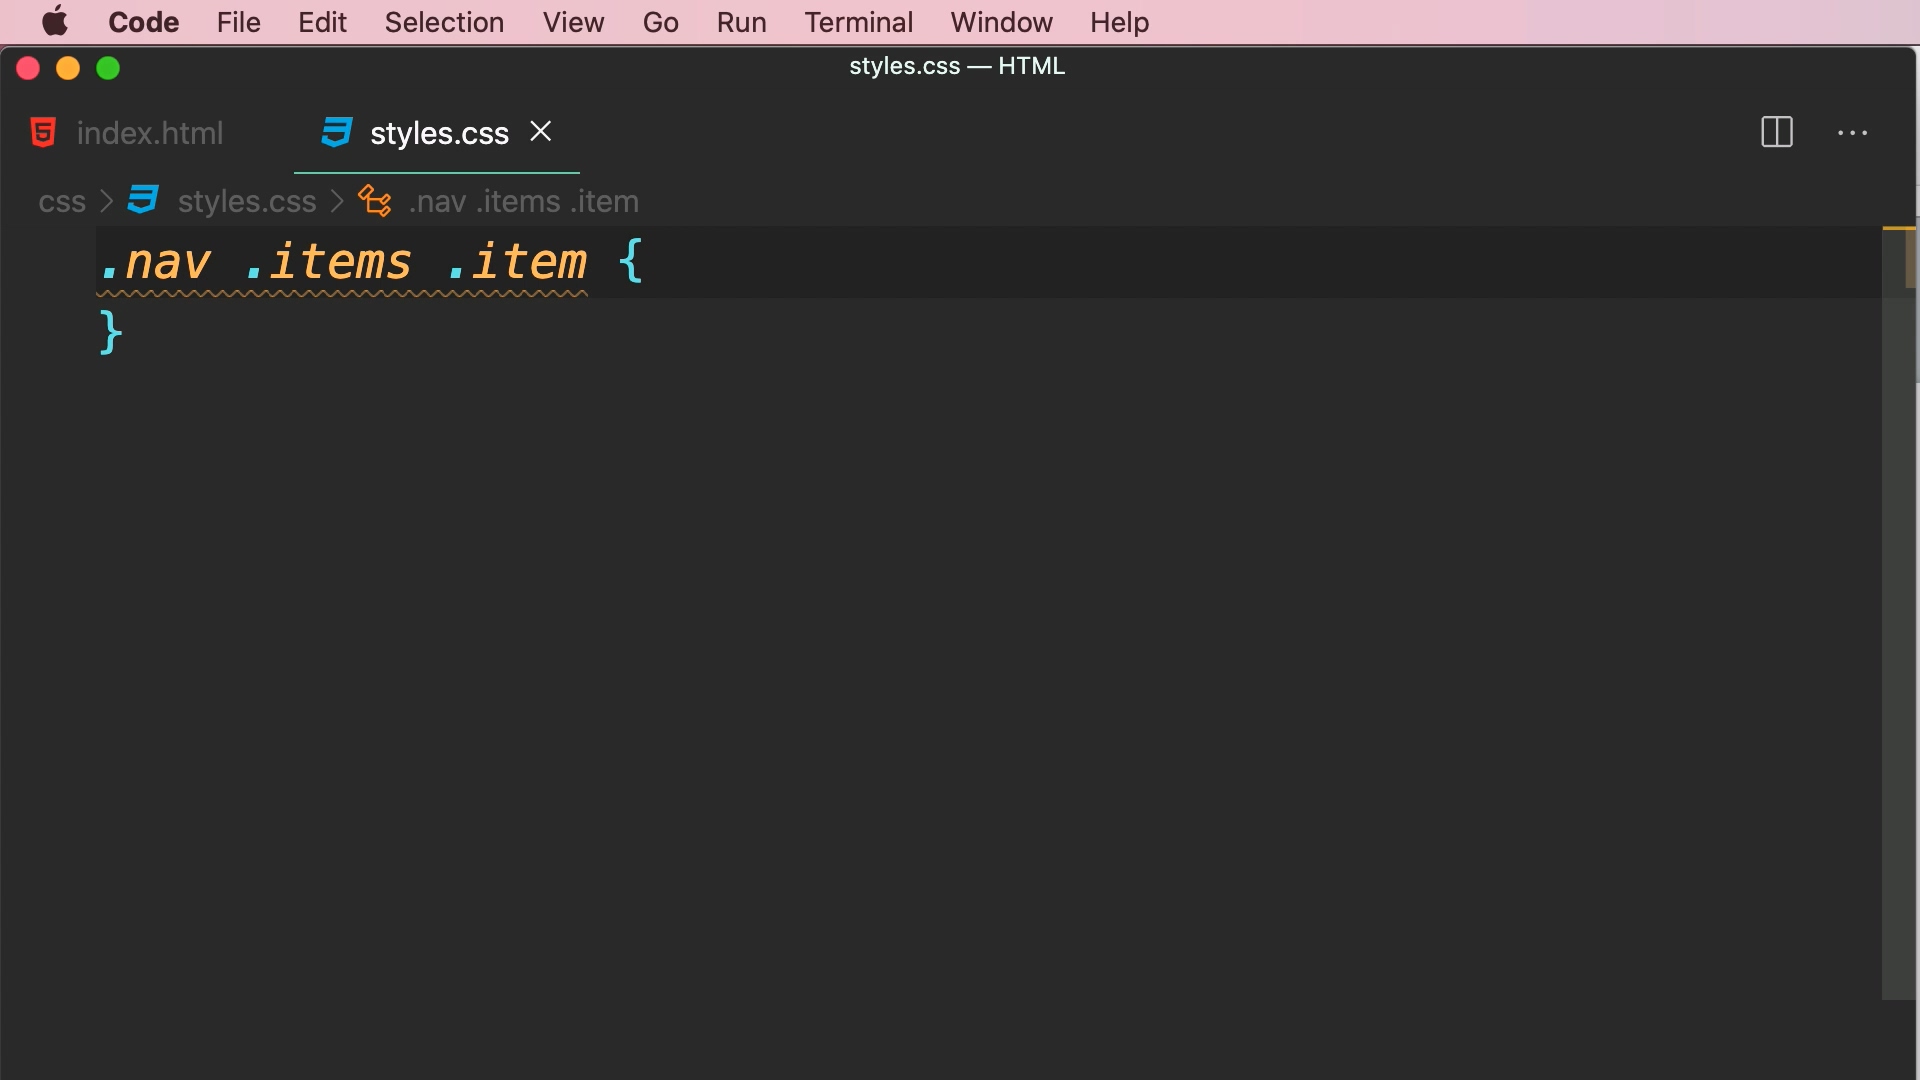 Code File Edit Selection View Go Run Terminal Window Help
styles.css — HTML
index.html styles.css
css > styles.css > .nav .items .item
.nav .items .item {
}